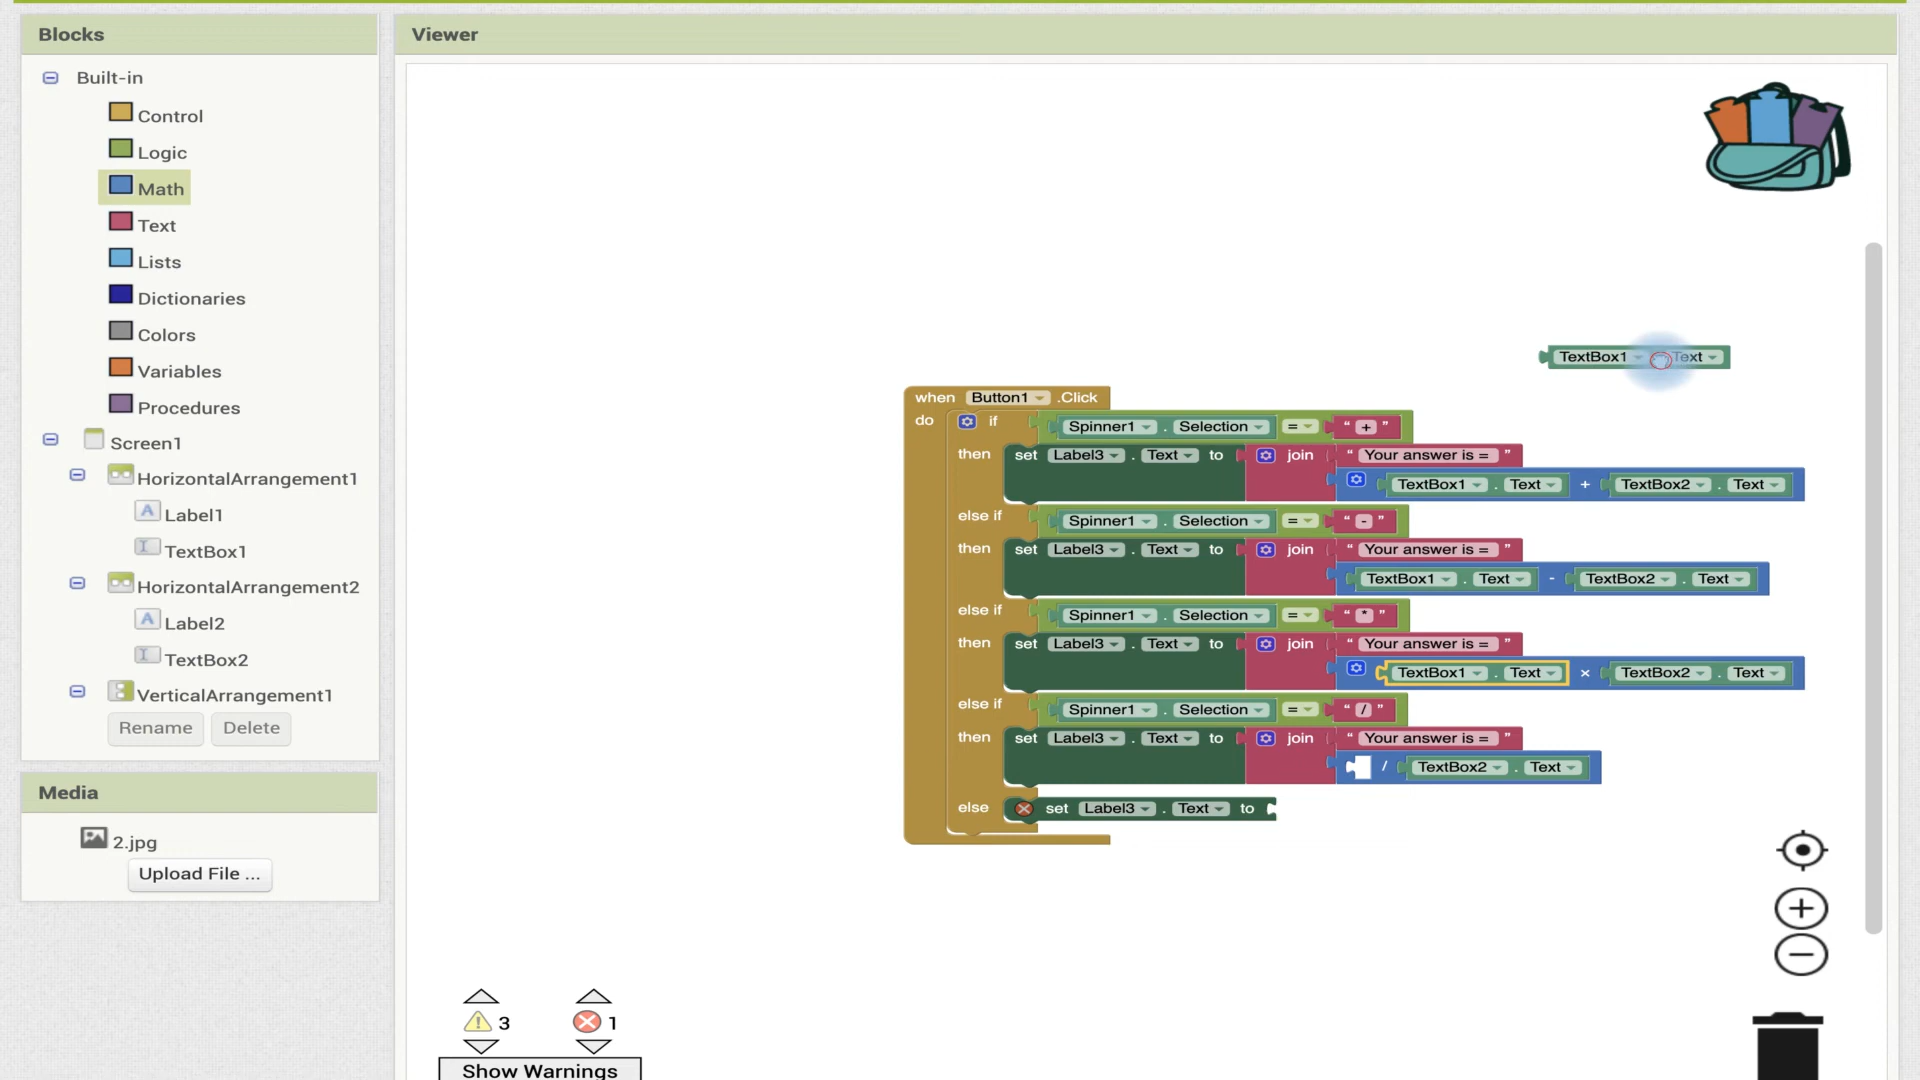 Blocks
Built-in
Control
Logic
Math
Text
Lists
Dictionaries
Colors
Variables
Procedures
Screen1
HorizontalArrangement1
Label1
TextBox1
HorizontalArrangement2
Label2
TextBox2
VerticalArrangement1
Rename Delete
Media
2.jpg
Upload File ...
Viewer
TextBox1 . Text
when Button1 .Click
do if Spinner1 . Selection = " + "
then set Label3 . Text to join " Your answer is = "
TextBox1 . Text + TextBox2 . Text
else if Spinner1 . Selection = " - "
then set Label3 . Text to join " Your answer is = "
TextBox1 . Text - TextBox2 . Text
else if Spinner1 . Selection = " * "
then set Label3 . Text to join " Your answer is = "
TextBox1 . Text × TextBox2 . Text
else if Spinner1 . Selection = " / "
then set Label3 . Text to join " Your answer is = "
/ TextBox2 . Text
else set Label3 . Text to
3 1
Show Warnings